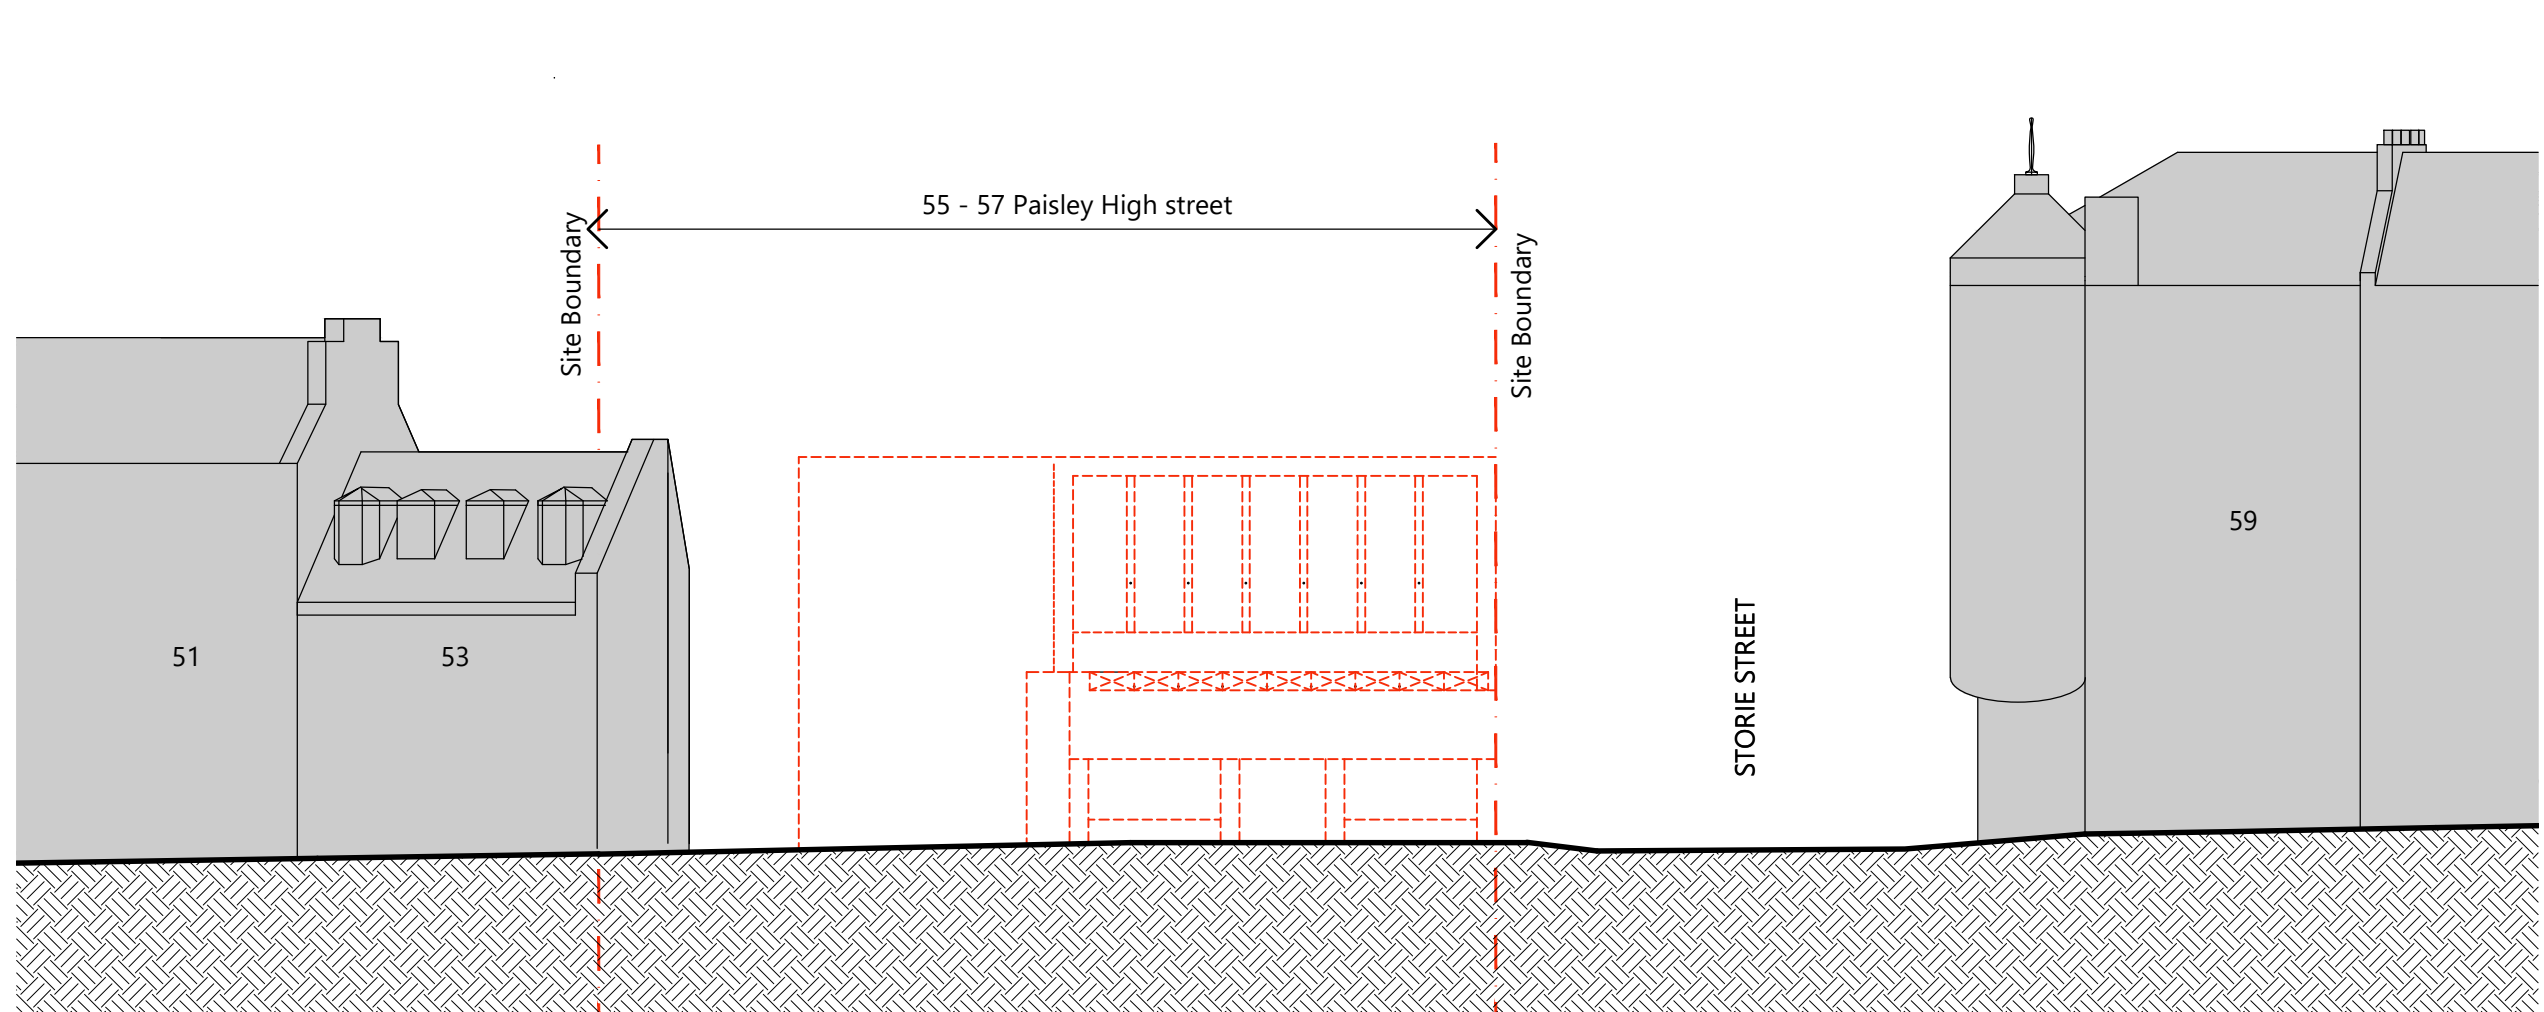 55 - 57 Paisley High street
Site Boundary
Site Boundary
51
53
STORIE STREET
59